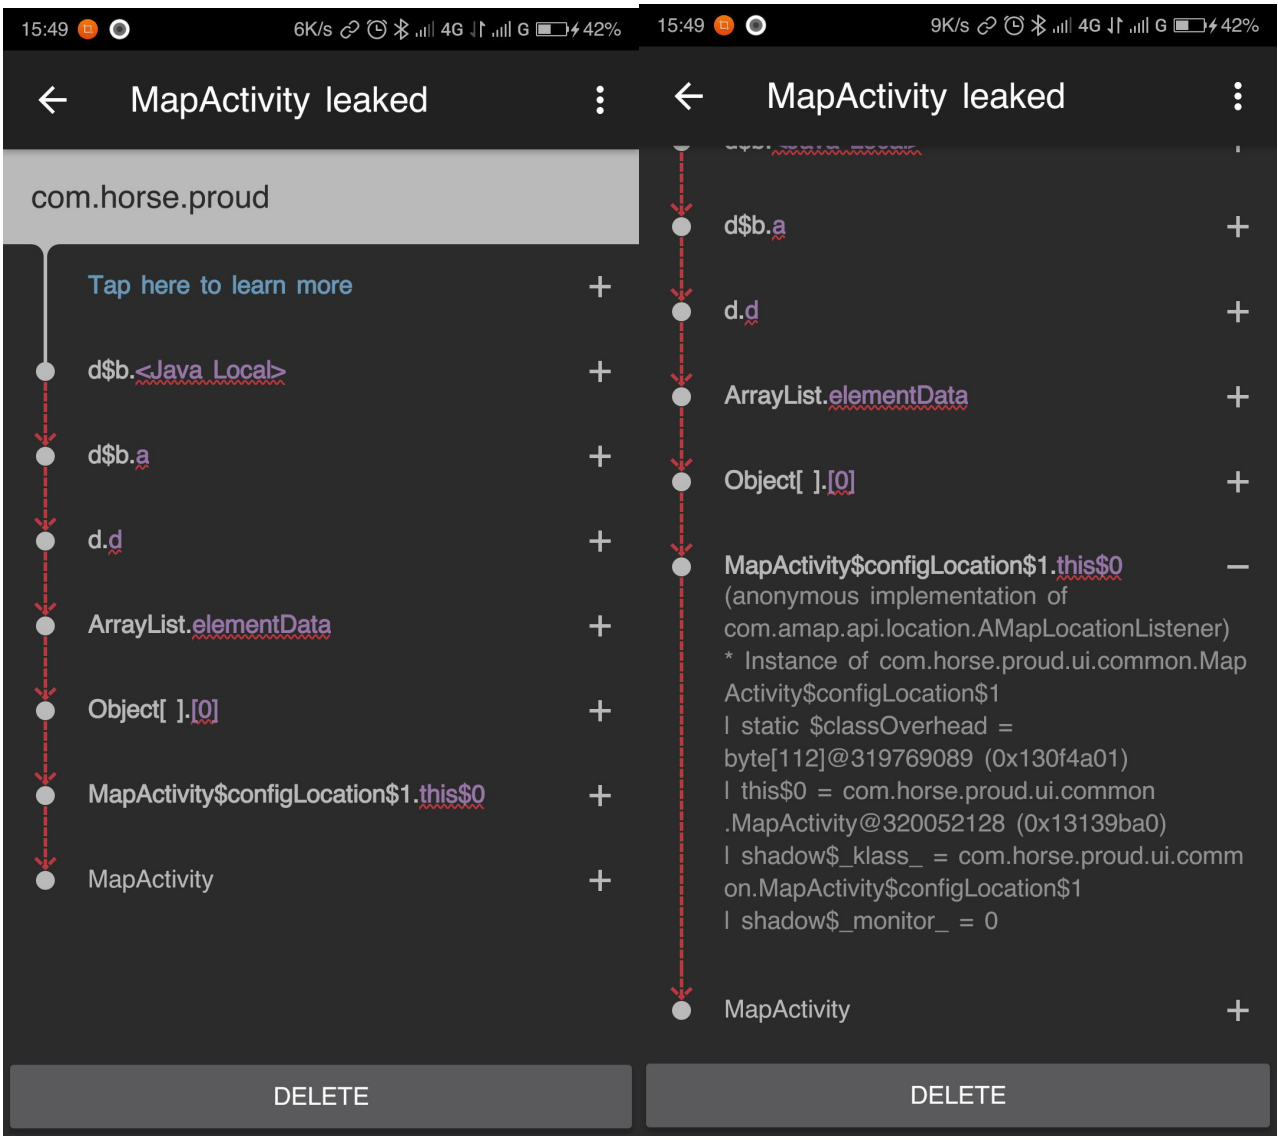 15:49 6K/s 4G G 42%
MapActivity leaked
com.horse.proud
Tap here to learn more
d$b.<Java Local>
d$b.a
d.d
ArrayList.elementData
Object[ ].[0]
MapActivity$configLocation$1.this$0
MapActivity
DELETE
15:49 9K/s 4G G 42%
MapActivity leaked
d$b.<Java Local>
d$b.a
d.d
ArrayList.elementData
Object[ ].[0]
MapActivity$configLocation$1.this$0
(anonymous implementation of
com.amap.api.location.AMapLocationListener)
* Instance of com.horse.proud.ui.common.Map
Activity$configLocation$1
| static $classOverhead =
byte[112]@319769089 (0x130f4a01)
| this$0 = com.horse.proud.ui.common
.MapActivity@320052128 (0x13139ba0)
| shadow$_klass_ = com.horse.proud.ui.comm
on.MapActivity$configLocation$1
| shadow$_monitor_ = 0
MapActivity
DELETE